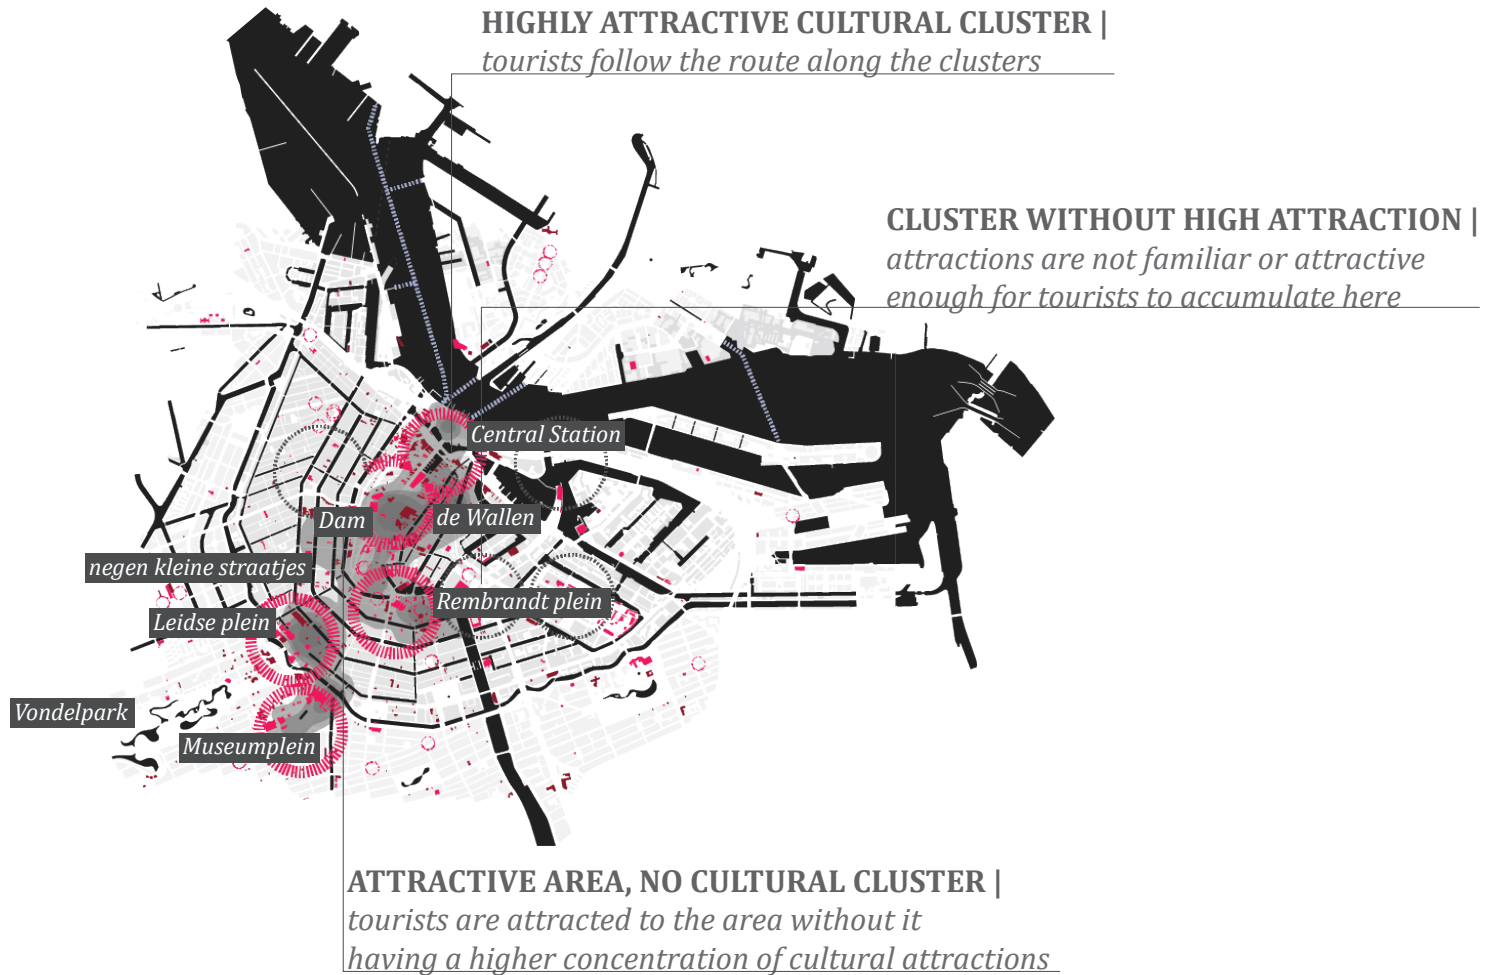 HIGHLY ATTRACTIVE CULTURAL CLUSTER |
tourists follow the route along the clusters
CLUSTER WITHOUT HIGH ATTRACTION |
attractions are not familiar or attractive
enough for tourists to accumulate here
Central Station
Dam
de Wallen
negen kleine straatjes
Rembrandt plein
Leidse plein
Vondelpark
Museumplein
ATTRACTIVE AREA, NO CULTURAL CLUSTER |
tourists are attracted to the area without it
having a higher concentration of cultural attractions